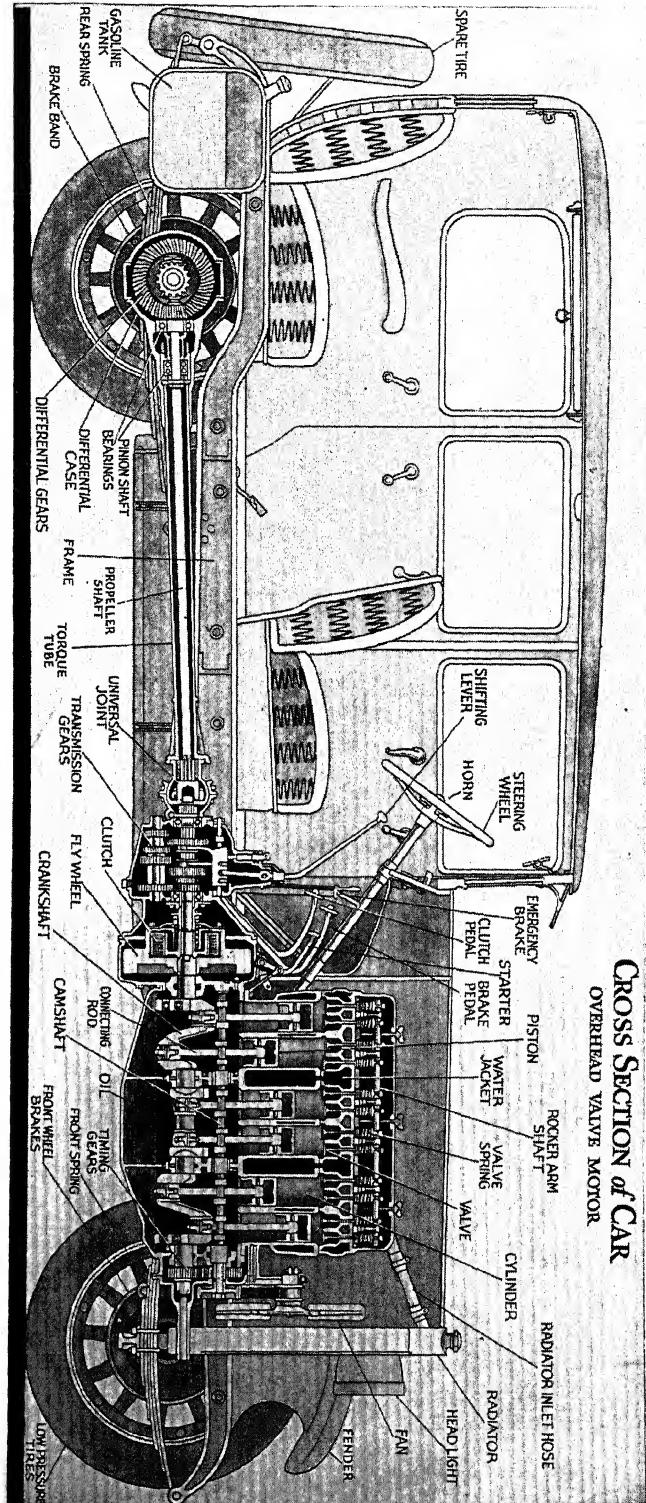 CROSS SECTION of CAR
OVERHEAD VALVE MOTOR
SPARE TIRE
GASOLINE
TANK
REAR SPRING
BRAKE BAND
DIFFERENTIAL GEARS
DIFFERENTIAL
CASE
PINION SHAFT
BEARINGS
FRAME
PROPELLER
SHAFT
TORQUE
TUBE
UNIVERSAL
JOINT
TRANSMISSION
GEARS
CLUTCH
FLY WHEEL
CRANKSHAFT
CONNECTING
ROD
CAMSHAFT
OIL
TIMING
GEARS
FRONT SPRING
FRONT WHEEL
BRAKES
LOW PRESSURE
TIRES
SHIFTING
LEVER
HORN
STEERING
WHEEL
EMERGENCY
BRAKE
CLUTCH
PEDAL
STARTER
BRAKE
PEDAL
PISTON
WATER
JACKET
ROCKER ARM
SHAFT
VALVE
SPRING
VALVE
CYLINDER
RADIATOR INLET HOSE
RADIATOR
HEAD LIGHT
FAN
FENDER